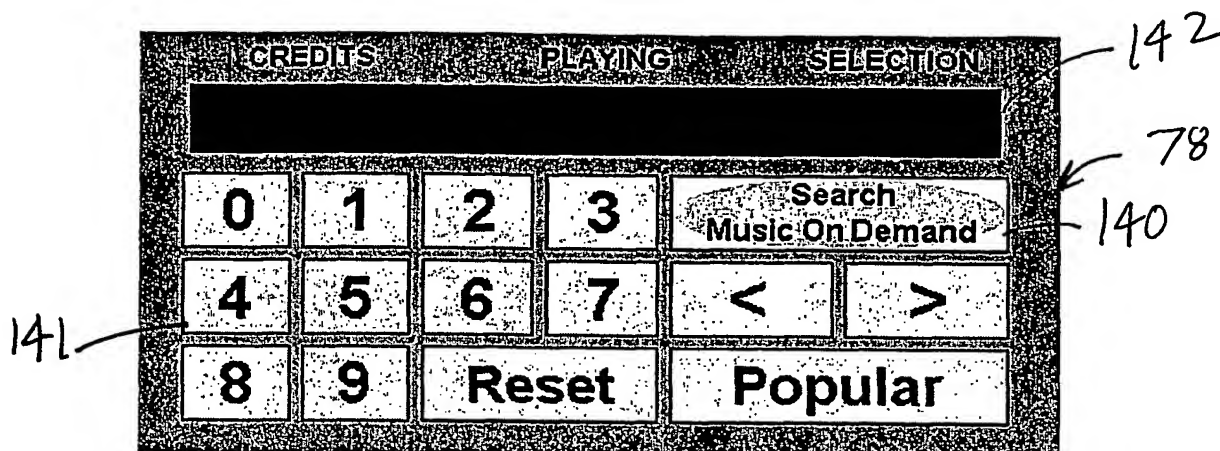 CREDITS PLAYING SELECTION
142
78
0 1 2 3 Search
Music On Demand
140
4 5 6 7 < >
141
8 9 Reset Popular